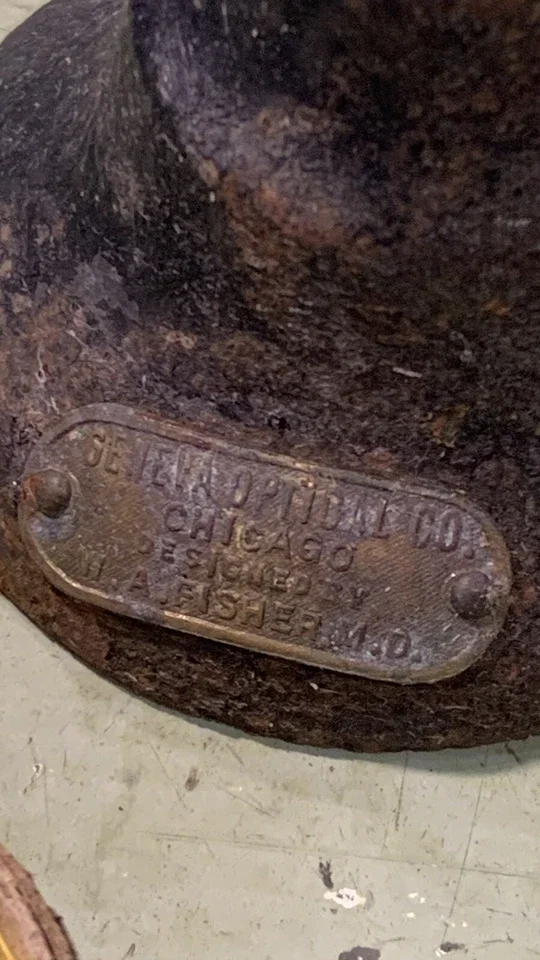 GENEVA OPTICAL CO.
CHICAGO
DESIGNED BY
W. A. FISHER, M.D.